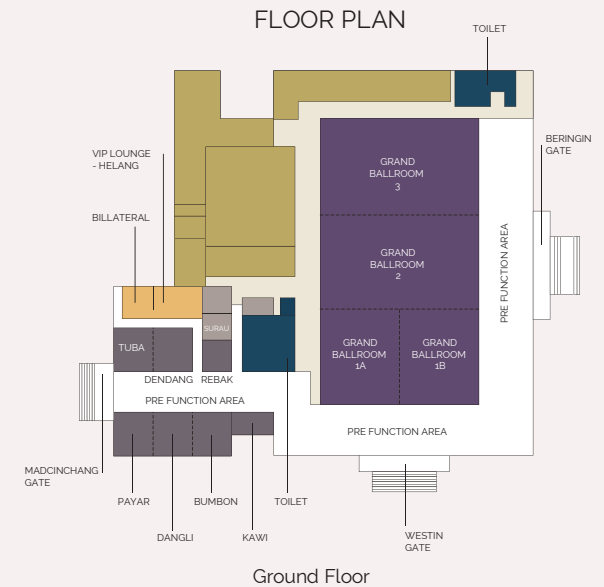 FLOOR PLAN
TOILET
BERINGIN
GATE
VIP LOUNGE
- HELANG
GRAND
BALLROOM
3
BILLATERAL
PRE FUNCTION AREA
GRAND
BALLROOM
2
SURAU
TUBA
GRAND
BALLROOM
1A
GRAND
BALLROOM
1B
DENDANG
REBAK
PRE FUNCTION AREA
PRE FUNCTION AREA
MADCINCHANG
GATE
PAYAR
BUMBON
TOILET
DANGLI
KAWI
WESTIN
GATE
Ground Floor